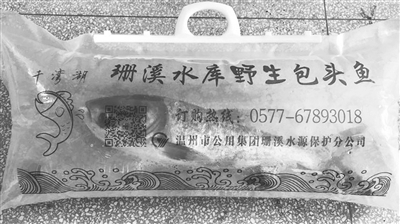 千湾湖
珊溪水库野生包头鱼
订购热线：0577-67893018
温州市公用集团珊溪水源保护分公司